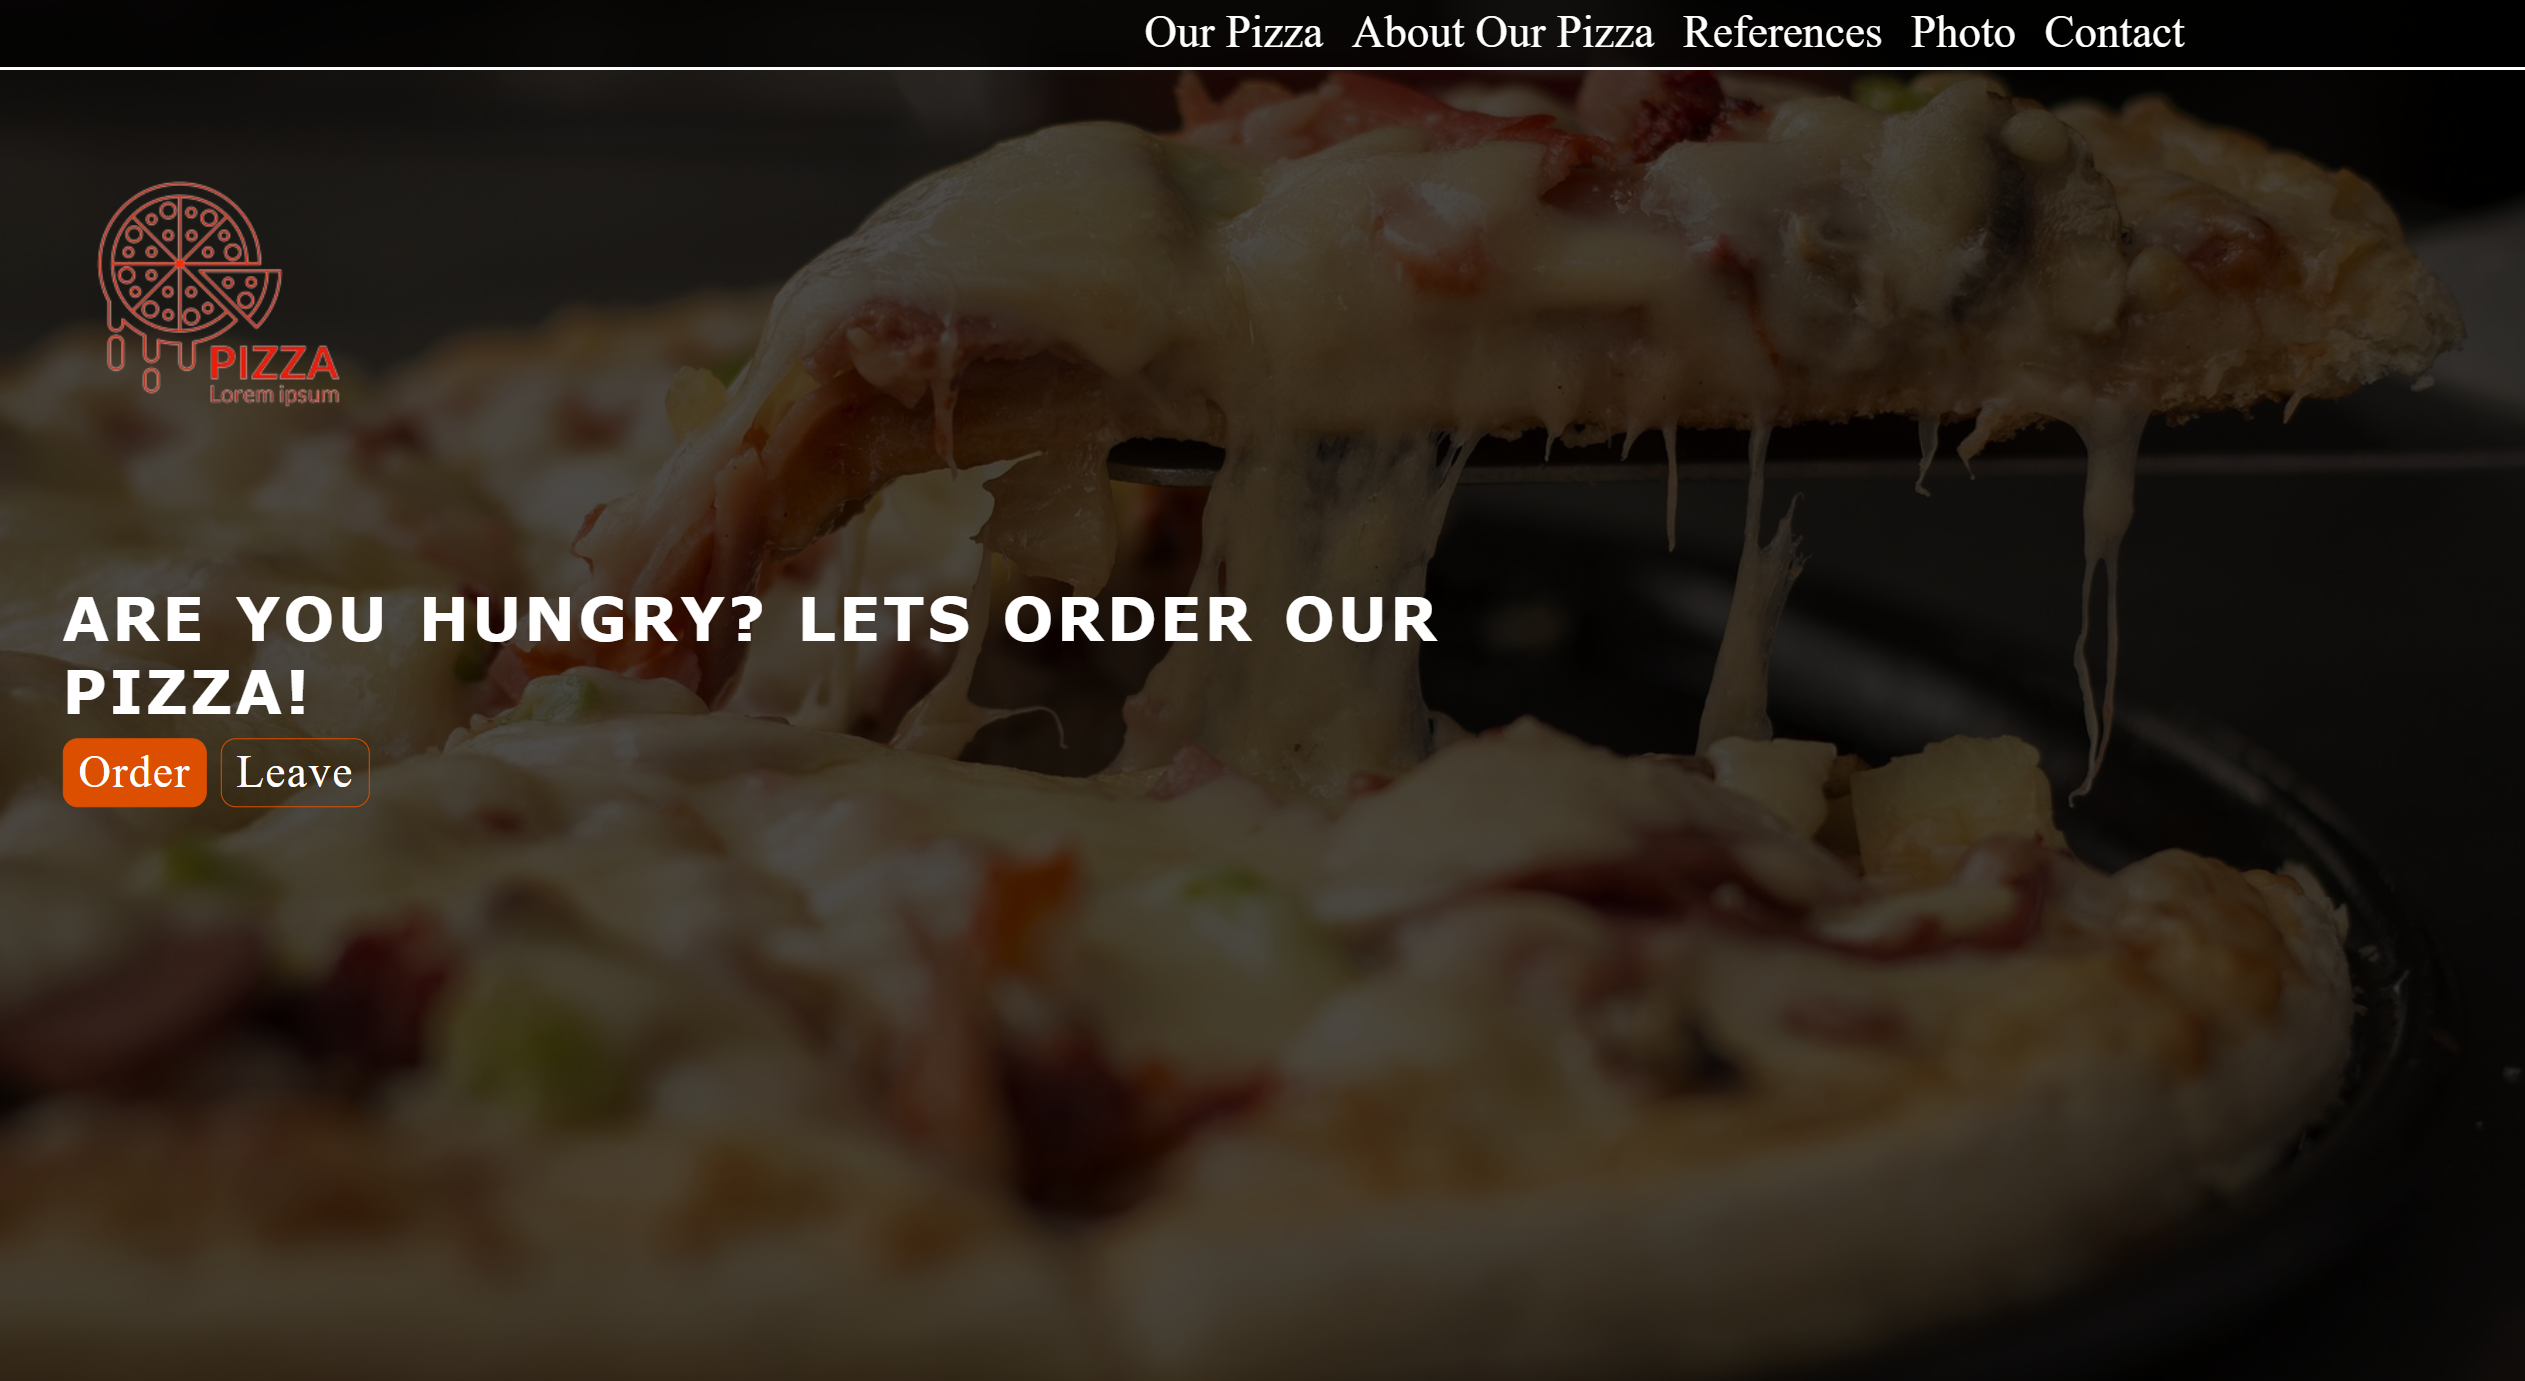 Our Pizza About Our Pizza References Photo Contact
PIZZA
Lorem ipsum
ARE YOU HUNGRY? LETS ORDER OUR
PIZZA!
Order Leave